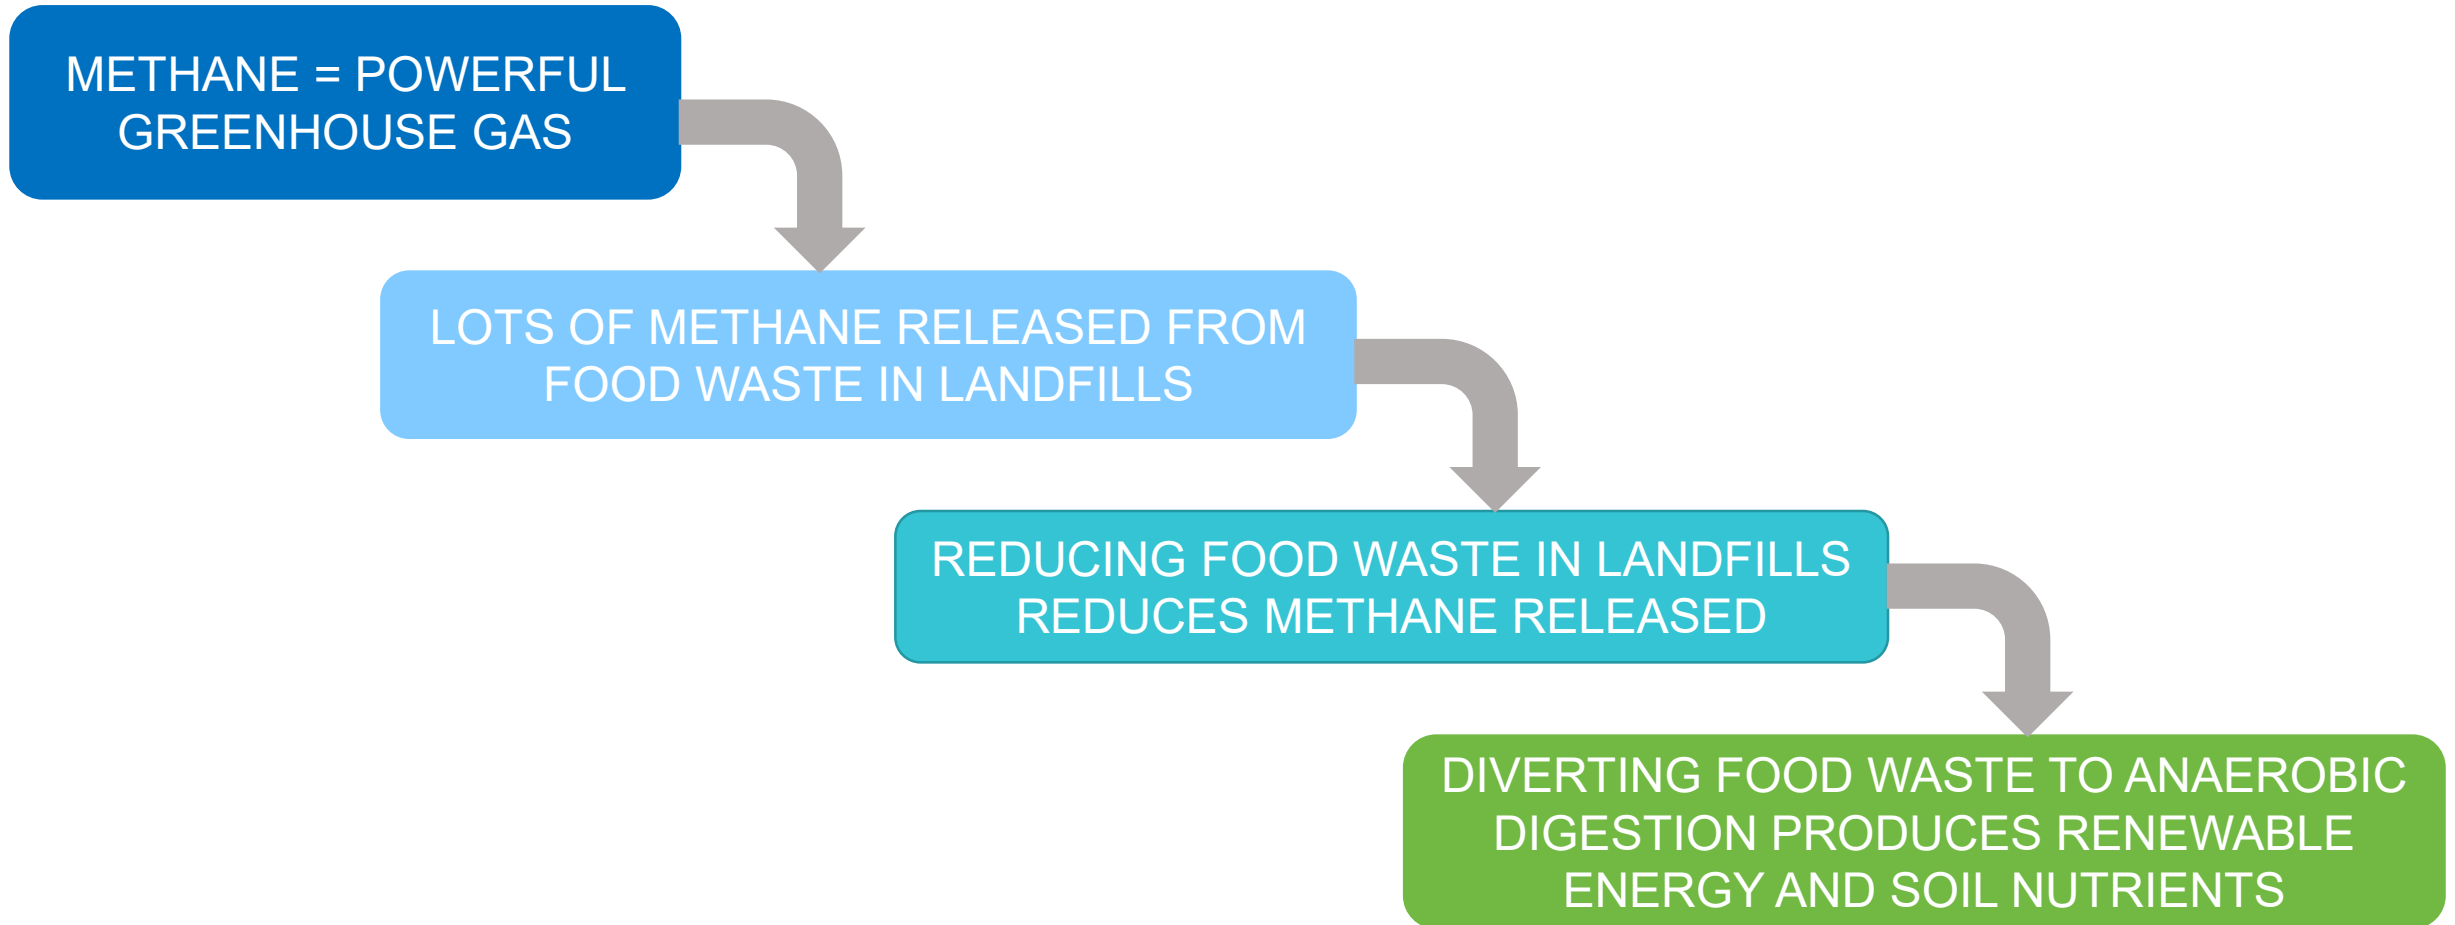 METHANE = POWERFUL
GREENHOUSE GAS
LOTS OF METHANE RELEASED FROM
FOOD WASTE IN LANDFILLS
REDUCING FOOD WASTE IN LANDFILLS
REDUCES METHANE RELEASED
DIVERTING FOOD WASTE TO ANAEROBIC
DIGESTION PRODUCES RENEWABLE
ENERGY AND SOIL NUTRIENTS